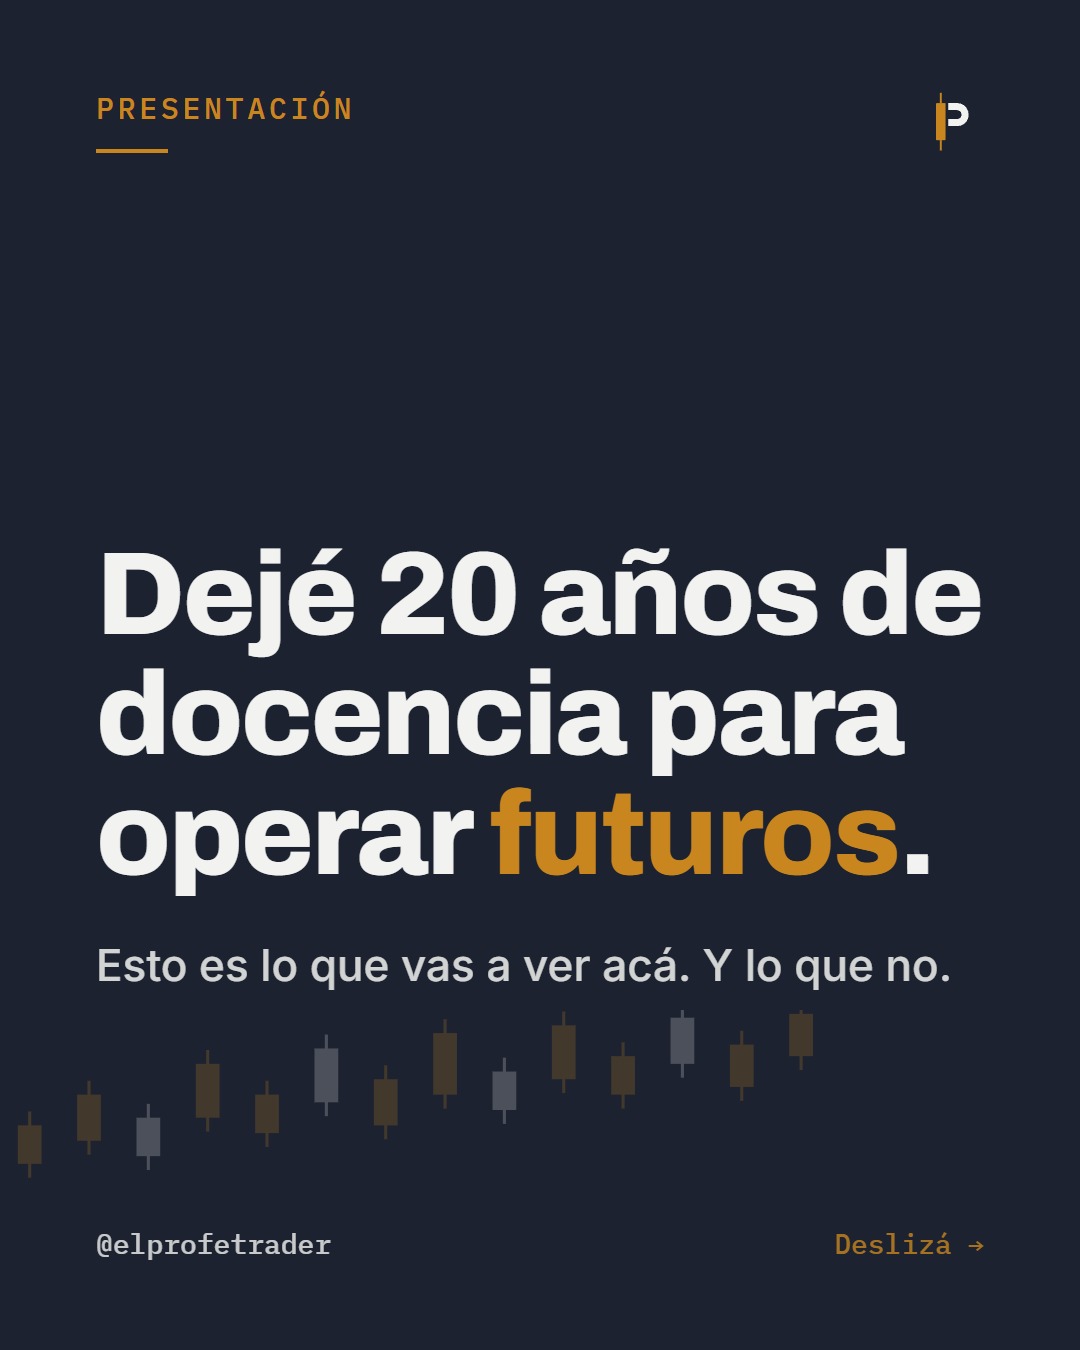 PRESENTACIÓN
P
Dejé 20 años de
docencia para
operar futuros.
Esto es lo que vas a ver acá. Y lo que no.
@elprofetrader
Deslizá →